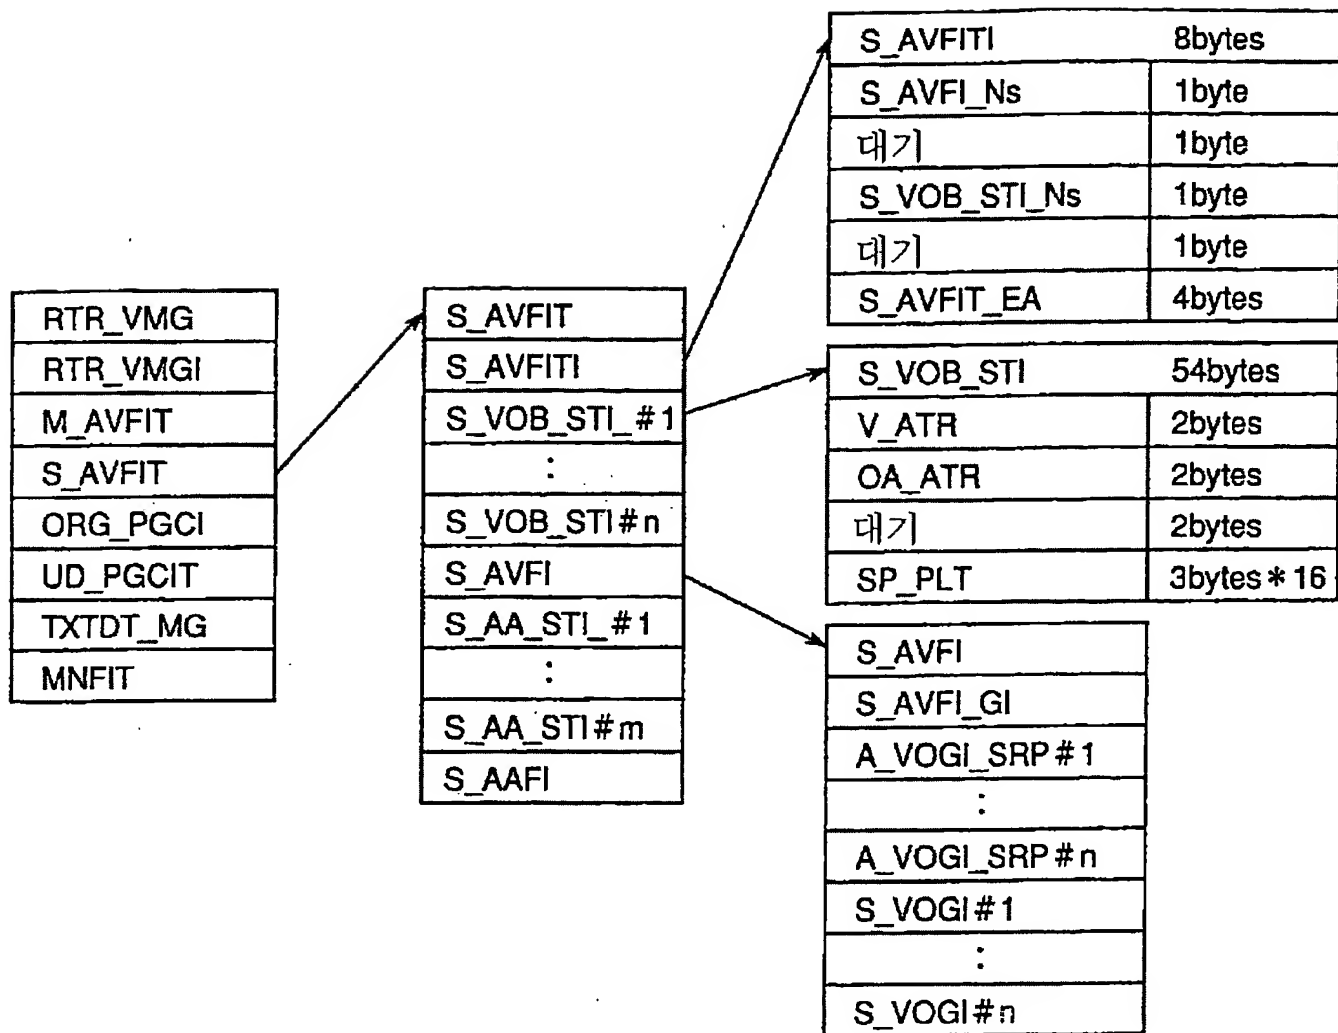 RTR_VMG
RTR_VMGI
M_AVFIT
S_AVFIT
ORG_PGCI
UD_PGCIT
TXTDT_MG
MNFIT
S_AVFIT
S_AVFITI
S_VOB_STI_#1
:
S_VOB_STI#n
S_AVFI
S_AA_STI_#1
:
S_AA_STI#m
S_AAFI
S_AVFITI 8bytes
S_AVFI_Ns 1byte
대기 1byte
S_VOB_STI_Ns 1byte
대기 1byte
S_AVFIT_EA 4bytes
S_VOB_STI 54bytes
V_ATR 2bytes
OA_ATR 2bytes
대기 2bytes
SP_PLT 3bytes*16
S_AVFI
S_AVFI_GI
A_VOGI_SRP#1
:
A_VOGI_SRP#n
S_VOGI#1
:
S_VOGI#n